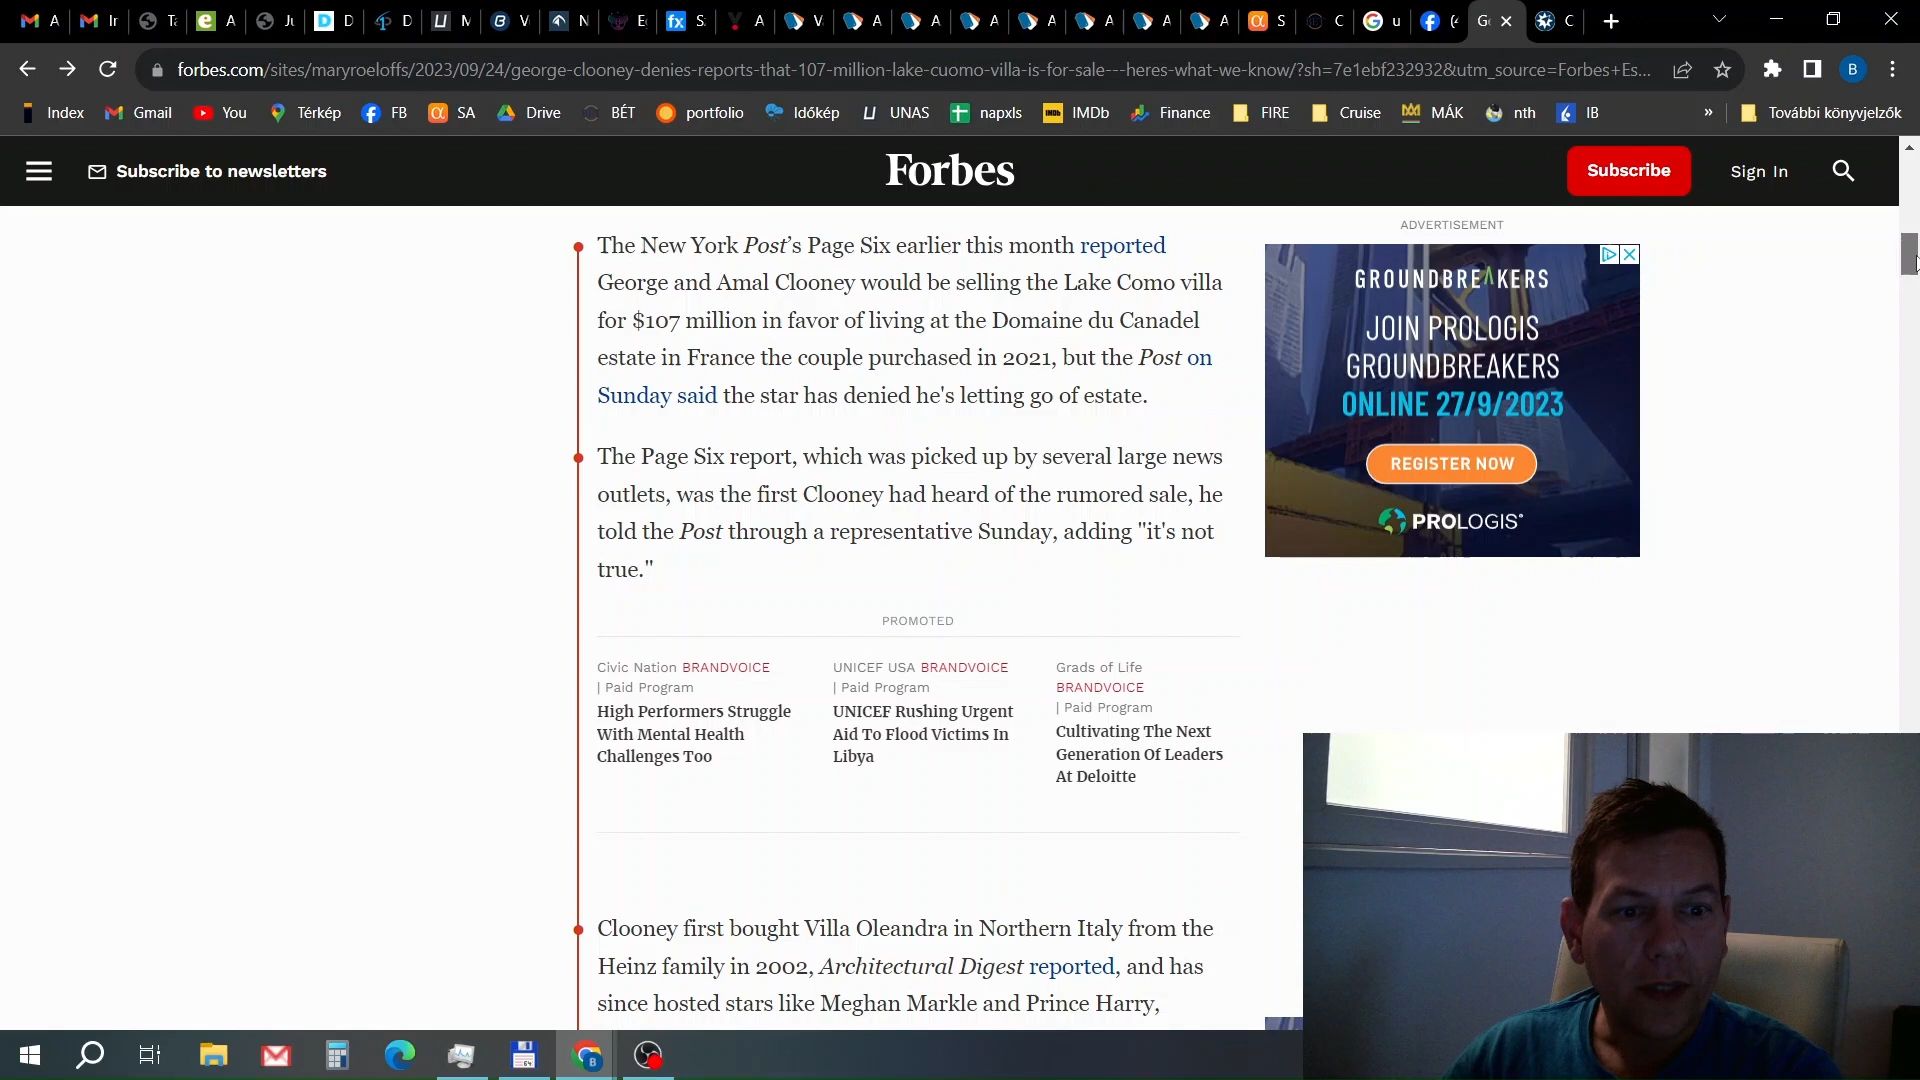 A
Ir
Ta
A
Ju
D
D
M
V
N
E
S
A
V
A
A
A
A
A
A
A
S
C
u
(4
G
C
forbes.com/sites/maryroeloffs/2023/09/24/george-clooney-denies-reports-that-107-million-lake-cuomo-villa-is-for-sale---heres-what-we-know/?sh=7e1ebf232932&utm_source=Forbes+Es...
B
Index
Gmail
You
Térkép
FB
SA
Drive
BÉT
portfolio
Időkép
UNAS
napxls
IMDb
Finance
FIRE
Cruise
MÁK
nth
IB
»
További könyvjelzők
Subscribe to newsletters
Forbes
Subscribe
Sign In
The New York Post's Page Six earlier this month reported
George and Amal Clooney would be selling the Lake Como villa
for $107 million in favor of living at the Domaine du Canadel
estate in France the couple purchased in 2021, but the Post on
Sunday said the star has denied he's letting go of estate.
The Page Six report, which was picked up by several large news
outlets, was the first Clooney had heard of the rumored sale, he
told the Post through a representative Sunday, adding "it's not
true."
ADVERTISEMENT
GROUNDBREAKERS
JOIN PROLOGIS
GROUNDBREAKERS
ONLINE 27/9/2023
REGISTER NOW
PROLOGIS
PROMOTED
Civic Nation BRANDVOICE
| Paid Program
High Performers Struggle
With Mental Health
Challenges Too
UNICEF USA BRANDVOICE
| Paid Program
UNICEF Rushing Urgent
Aid To Flood Victims In
Libya
Grads of Life
BRANDVOICE
| Paid Program
Cultivating The Next
Generation Of Leaders
At Deloitte
Clooney first bought Villa Oleandra in Northern Italy from the
Heinz family in 2002, Architectural Digest reported, and has
since hosted stars like Meghan Markle and Prince Harry,